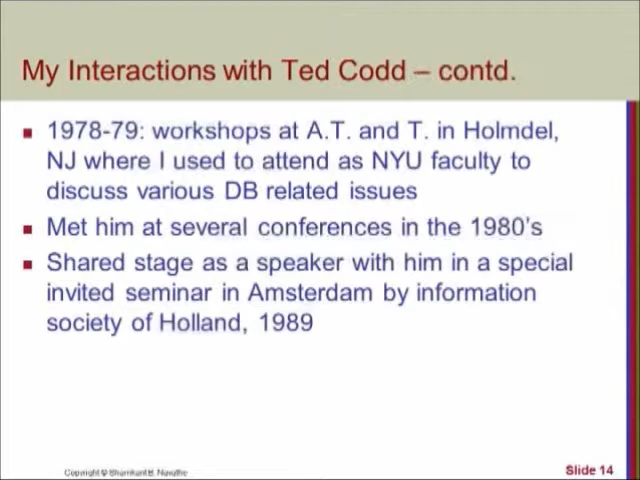 My Interactions with Ted Codd – contd.
1978-79: workshops at A.T. and T. in Holmdel,
NJ where I used to attend as NYU faculty to
discuss various DB related issues
Met him at several conferences in the 1980's
Shared stage as a speaker with him in a special
invited seminar in Amsterdam by information
society of Holland, 1989
Copyright © Shamkant B. Navathe
Slide 14